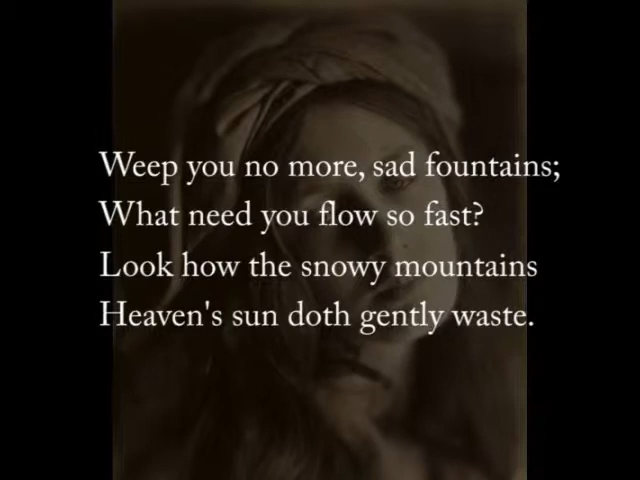 Weep you no more, sad fountains;
What need you flow so fast?
Look how the snowy mountains
Heaven's sun doth gently waste.